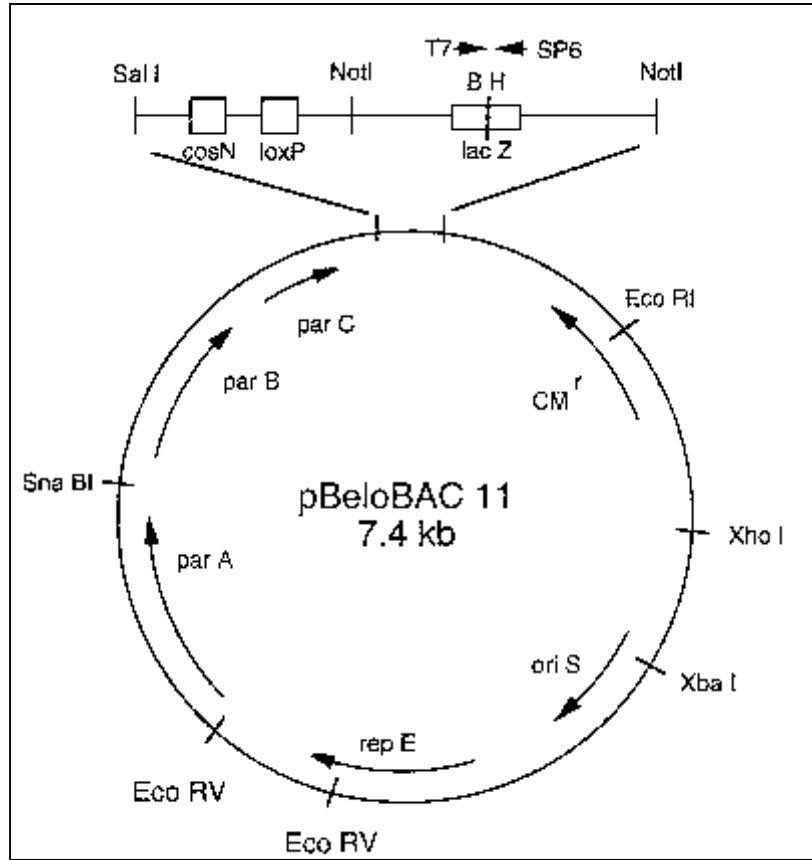 T7 SP6
Sal I NotI B H NotI
cosN loxP lac Z
par C
Eco RI
par B
CM r
Sna BI
pBeloBAC 11
7.4 kb
Xho I
par A
ori S
Xba I
rep E
Eco RV
Eco RV